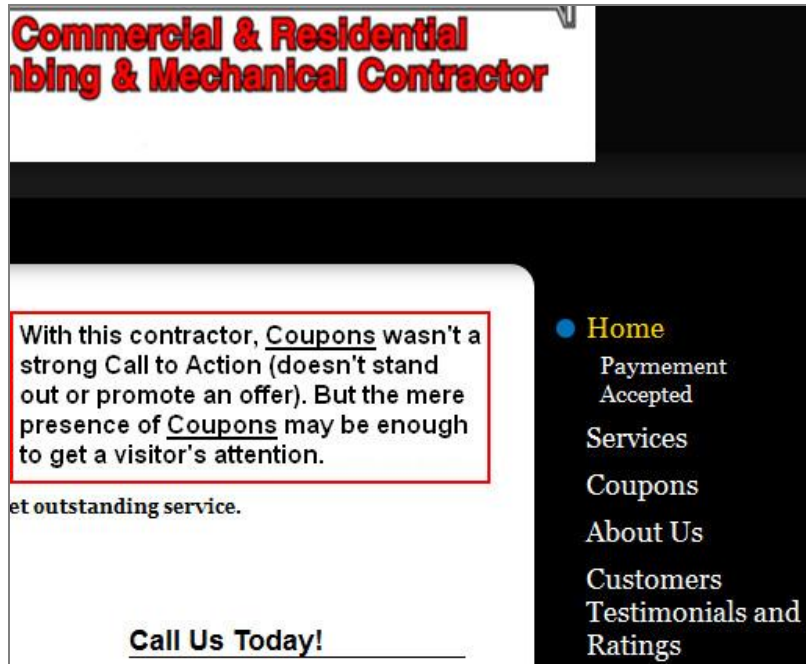 Commercial & Residential
mbing & Mechanical Contractor
With this contractor, Coupons wasn't a
strong Call to Action (doesn't stand
out or promote an offer). But the mere
presence of Coupons may be enough
to get a visitor's attention.
et outstanding service.
Call Us Today!
Home
Paymement
Accepted
Services
Coupons
About Us
Customers
Testimonials and
Ratings